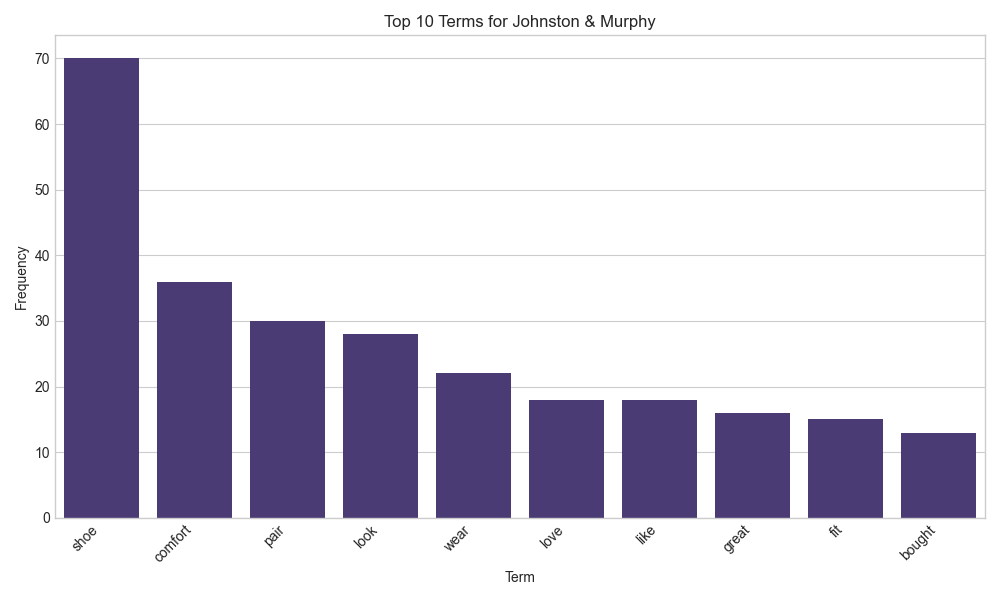 Top 10 Terms for Johnston & Murphy
Frequency
70
60
50
40
30
20
10
0
shoe
comfort
pair
look
wear
love
like
great
fit
bought
Term